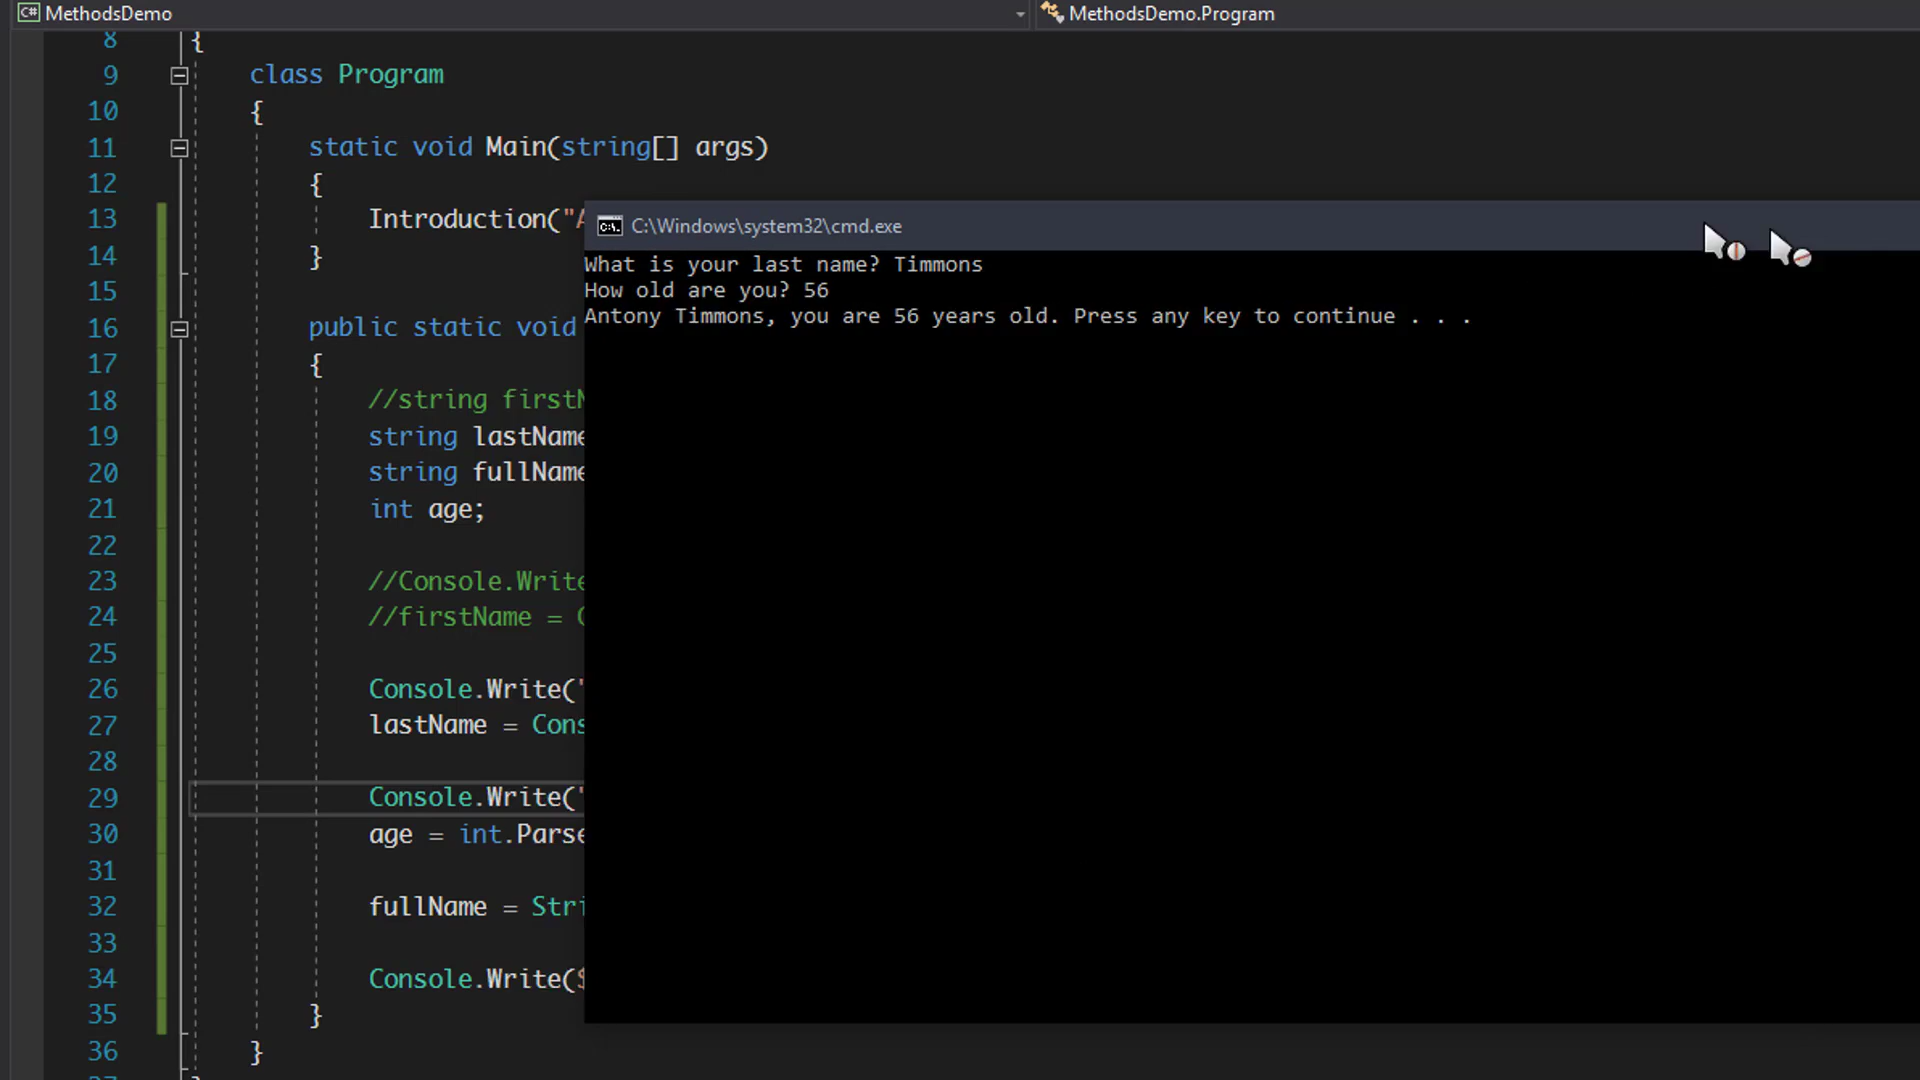 C# MethodsDemo
MethodsDemo.Program
8 {
9 class Program
10 {
11 static void Main(string[] args)
12 {
13 Introduction("A
14 }
15
16 public static void
17 {
18 //string firstN
19 string lastName
20 string fullName
21 int age;
22
23 //Console.Write
24 //firstName = C
25
26 Console.Write("
27 lastName = Cons
28
29 Console.Write("
30 age = int.Parse
31
32 fullName = Stri
33
34 Console.Write($
35 }
36 }
C:\Windows\system32\cmd.exe
What is your last name? Timmons
How old are you? 56
Antony Timmons, you are 56 years old. Press any key to continue . . .